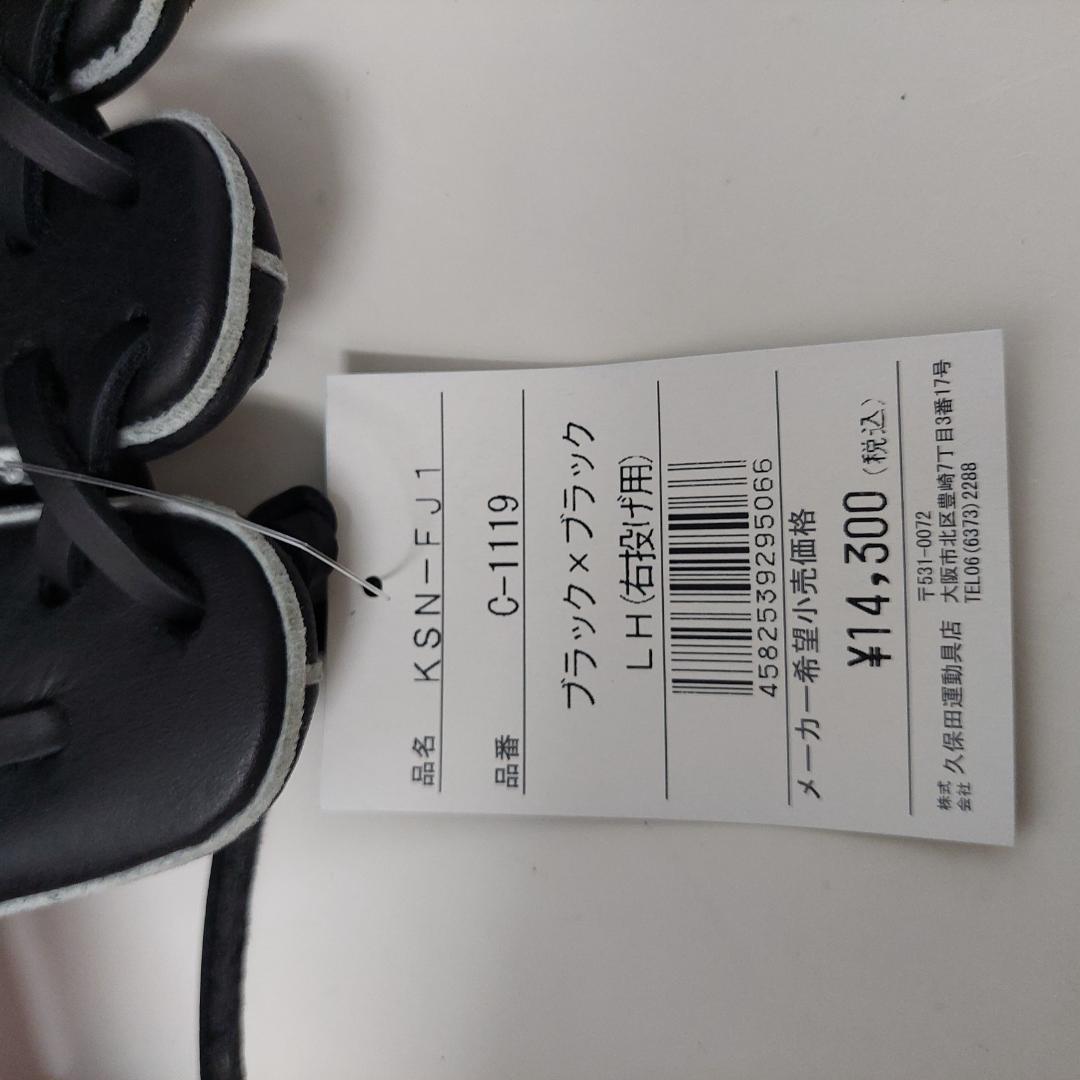 品名 KSN-FJ1
品番 C-1119
ブラック×ブラック
LH(右投げ用)
4582539295066
メーカー希望小売価格
¥14,300(税込)
〒531-0072
株式会社 久保田運動具店 大阪市北区豊崎7丁目3番17号
TEL06(6373)2288